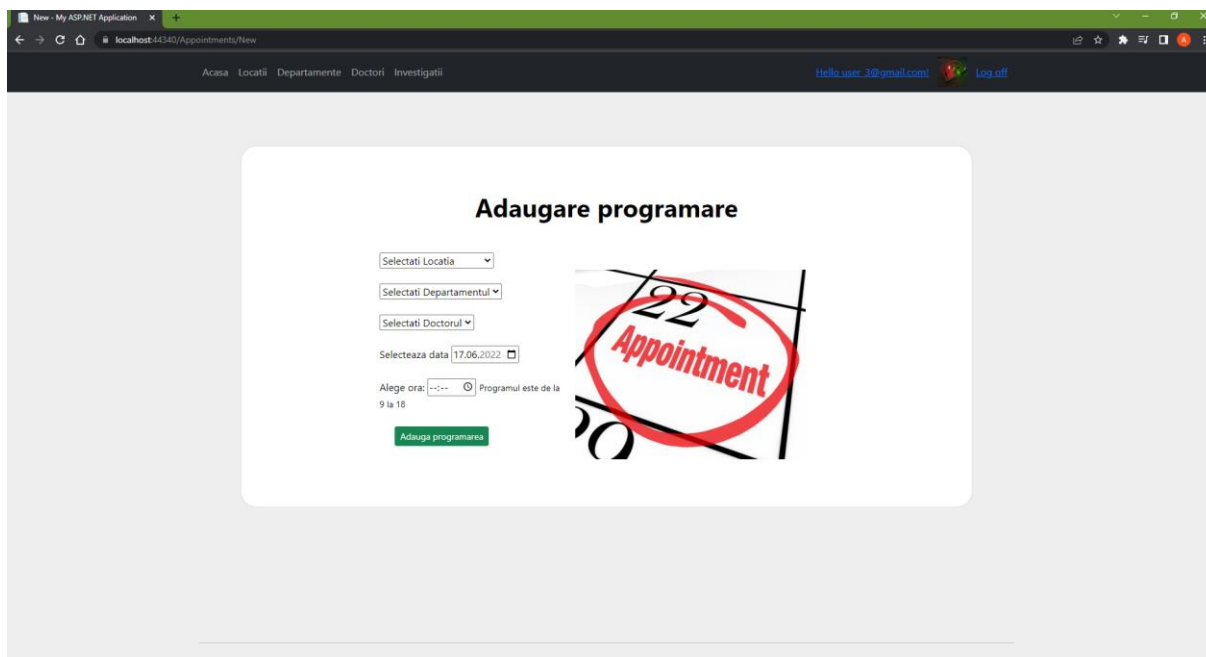 New - My ASP.NET Application
localhost:44340/Appointments/New
A
Acasa Locatii Departamente Doctori Investigatii
Hello user_3@gmail.com! Log off
Adaugare programare
Selectati Locatia
Selectati Departamentul
Selectati Doctorul
Selecteaza data 17.06.2022
Alege ora: --:-- Programul este de la
9 la 18
Adauga programarea
22
Appointment